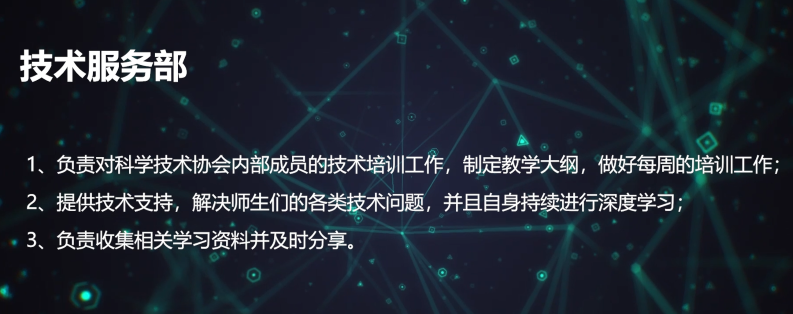 技术服务部
1、负责对科学技术协会内部成员的技术培训工作，制定教学大纲，做好每周的培训工作；
2、提供技术支持，解决师生们的各类技术问题，并且自身持续进行深度学习；
3、负责收集相关学习资料并及时分享。